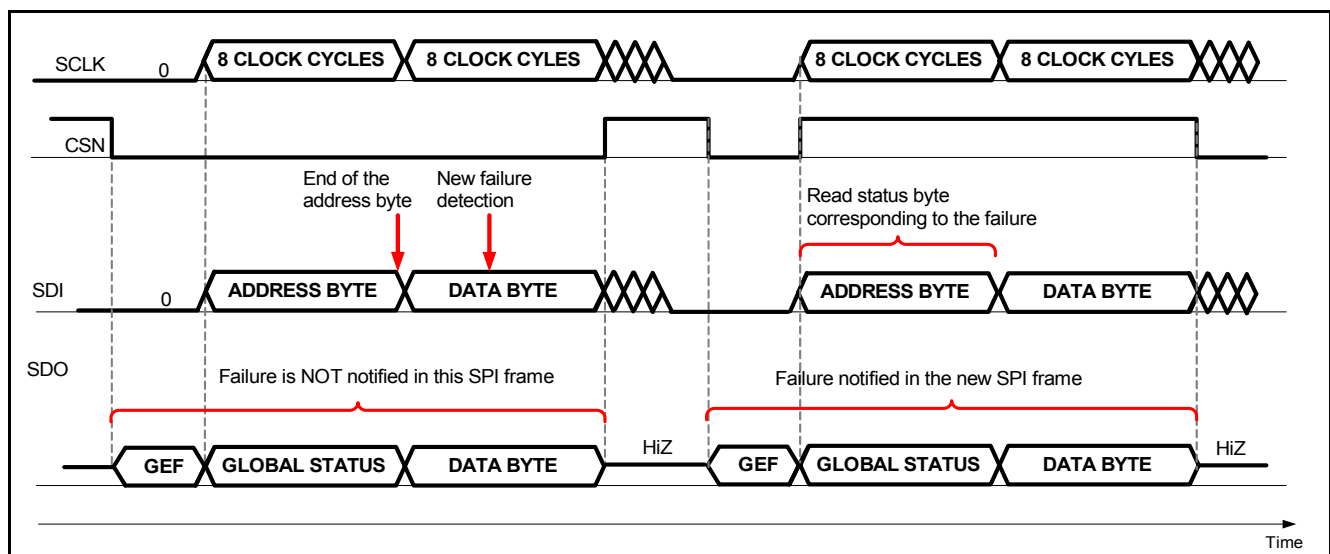 SCLK
0
8 CLOCK CYCLES
8 CLOCK CYLES
8 CLOCK CYCLES
8 CLOCK CYLES
CSN
End of the
address byte
New failure
detection
Read status byte
corresponding to the failure
SDI
0
ADDRESS BYTE
DATA BYTE
ADDRESS BYTE
DATA BYTE
SDO
Failure is NOT notified in this SPI frame
Failure notified in the new SPI frame
GEF
GLOBAL STATUS
DATA BYTE
HiZ
GEF
GLOBAL STATUS
DATA BYTE
HiZ
Time